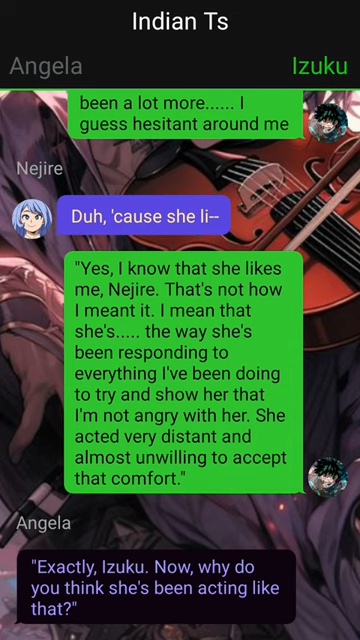 Indian Ts
Angela
Izuku
been a lot more...... I
guess hesitant around me
Nejire
Duh, 'cause she li--
"Yes, I know that she likes
me, Nejire. That's not how
I meant it. I mean that
she's..... the way she's
been responding to
everything I've been doing
to try and show her that
I'm not angry with her. She
acted very distant and
almost unwilling to accept
that comfort."
Angela
"Exactly, Izuku. Now, why do
you think she's been acting like
that?"